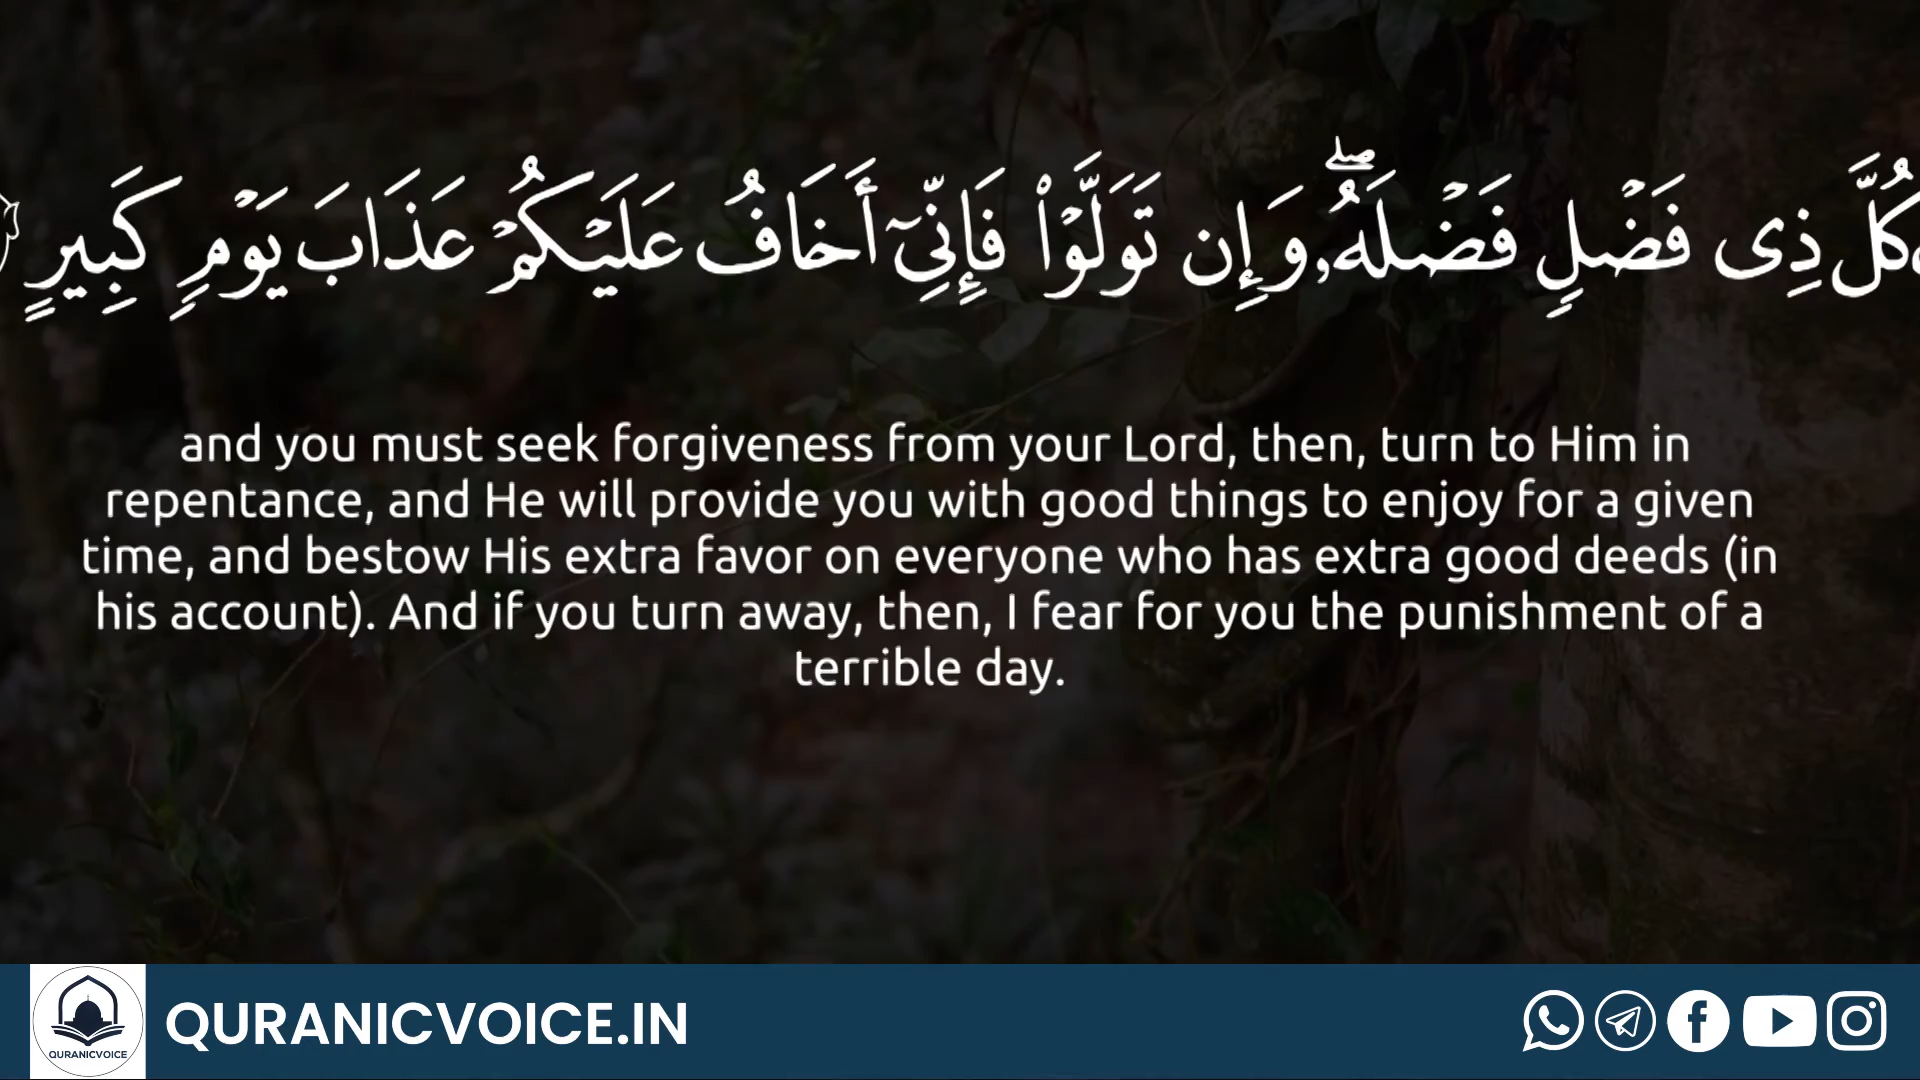 كُلَّ ذِى فَضْلٍ فَضْلَهُۥ ۖ وَإِن تَوَلَّوْا۟ فَإِنِّىٓ أَخَافُ عَلَيْكُمْ عَذَابَ يَوْمٍ كَبِيرٍ
and you must seek forgiveness from your Lord, then, turn to Him in
repentance, and He will provide you with good things to enjoy for a given
time, and bestow His extra favor on everyone who has extra good deeds (in
his account). And if you turn away, then, I fear for you the punishment of a
terrible day.
QURANICVOICE
QURANICVOICE.IN